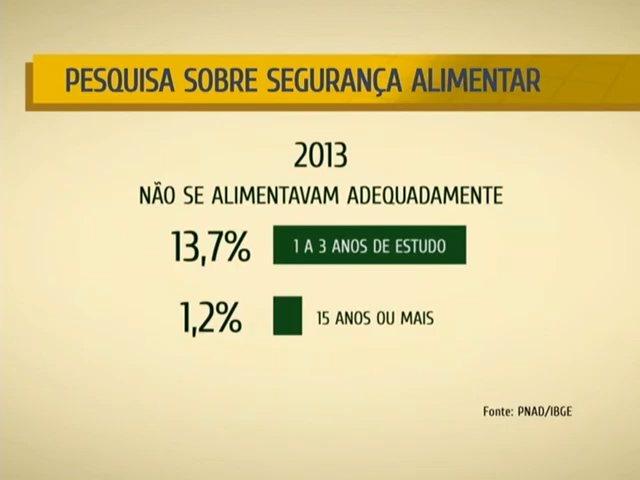 PESQUISA SOBRE SEGURANÇA ALIMENTAR
2013
NÃO SE ALIMENTAVAM ADEQUADAMENTE
13,7% 1 A 3 ANOS DE ESTUDO
1,2% 15 ANOS OU MAIS
Fonte: PNAD/IBGE